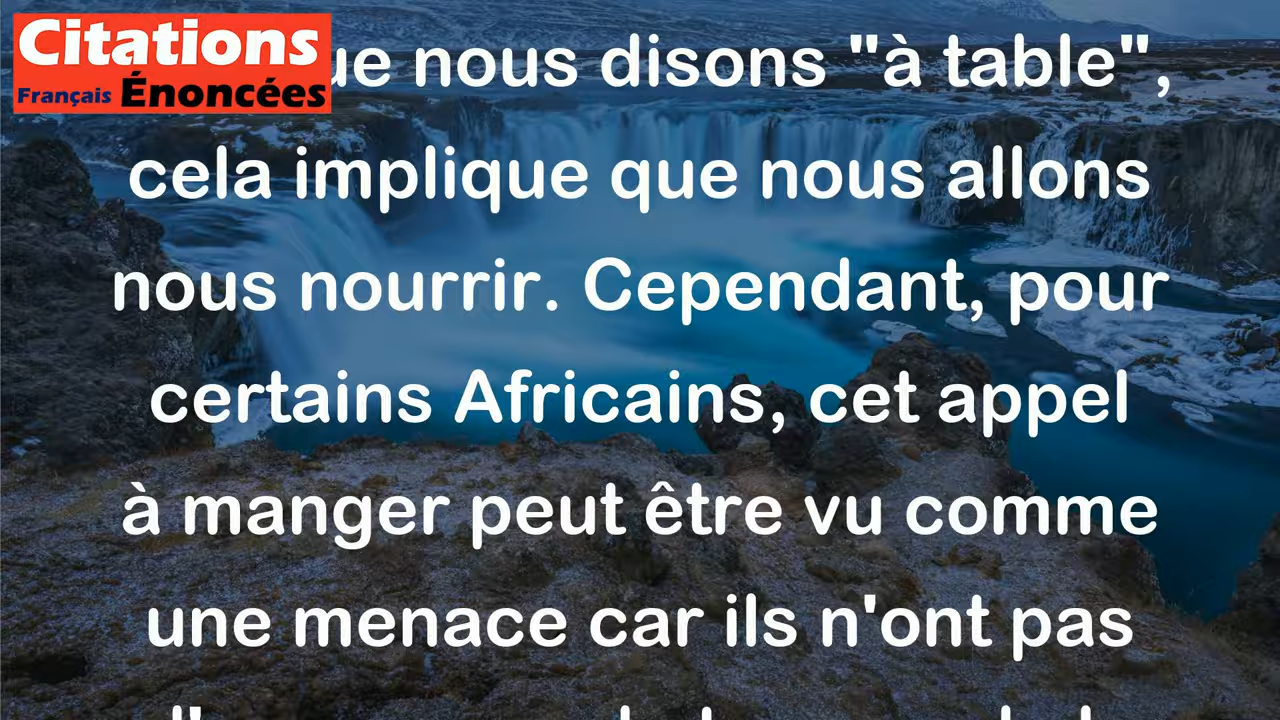 Citations
Français Énoncées
ue nous disons "à table",
cela implique que nous allons
nous nourrir. Cependant, pour
certains Africains, cet appel
à manger peut être vu comme
une menace car ils n'ont pas